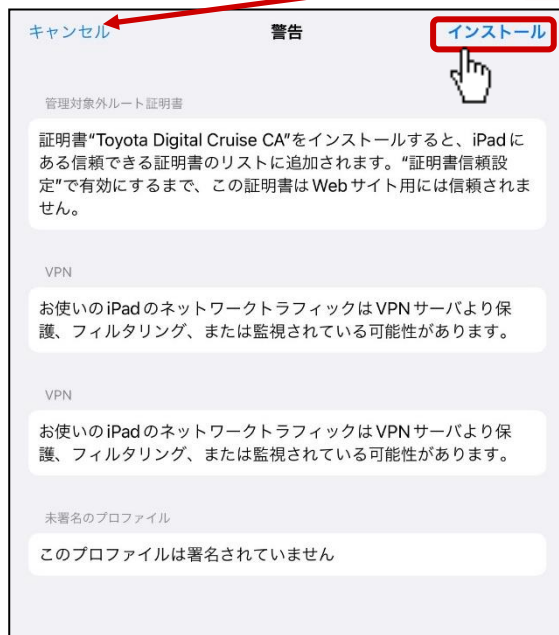 キャンセル 警告 インストール
管理対象外ルート証明書
証明書“Toyota Digital Cruise CA”をインストールすると、iPadに
ある信頼できる証明書のリストに追加されます。“証明書信頼設
定”で有効にするまで、この証明書はWebサイト用には信頼されま
せん。
VPN
お使いのiPadのネットワークトラフィックはVPNサーバより保
護、フィルタリング、または監視されている可能性があります。
VPN
お使いのiPadのネットワークトラフィックはVPNサーバより保
護、フィルタリング、または監視されている可能性があります。
未署名のプロファイル
このプロファイルは署名されていません